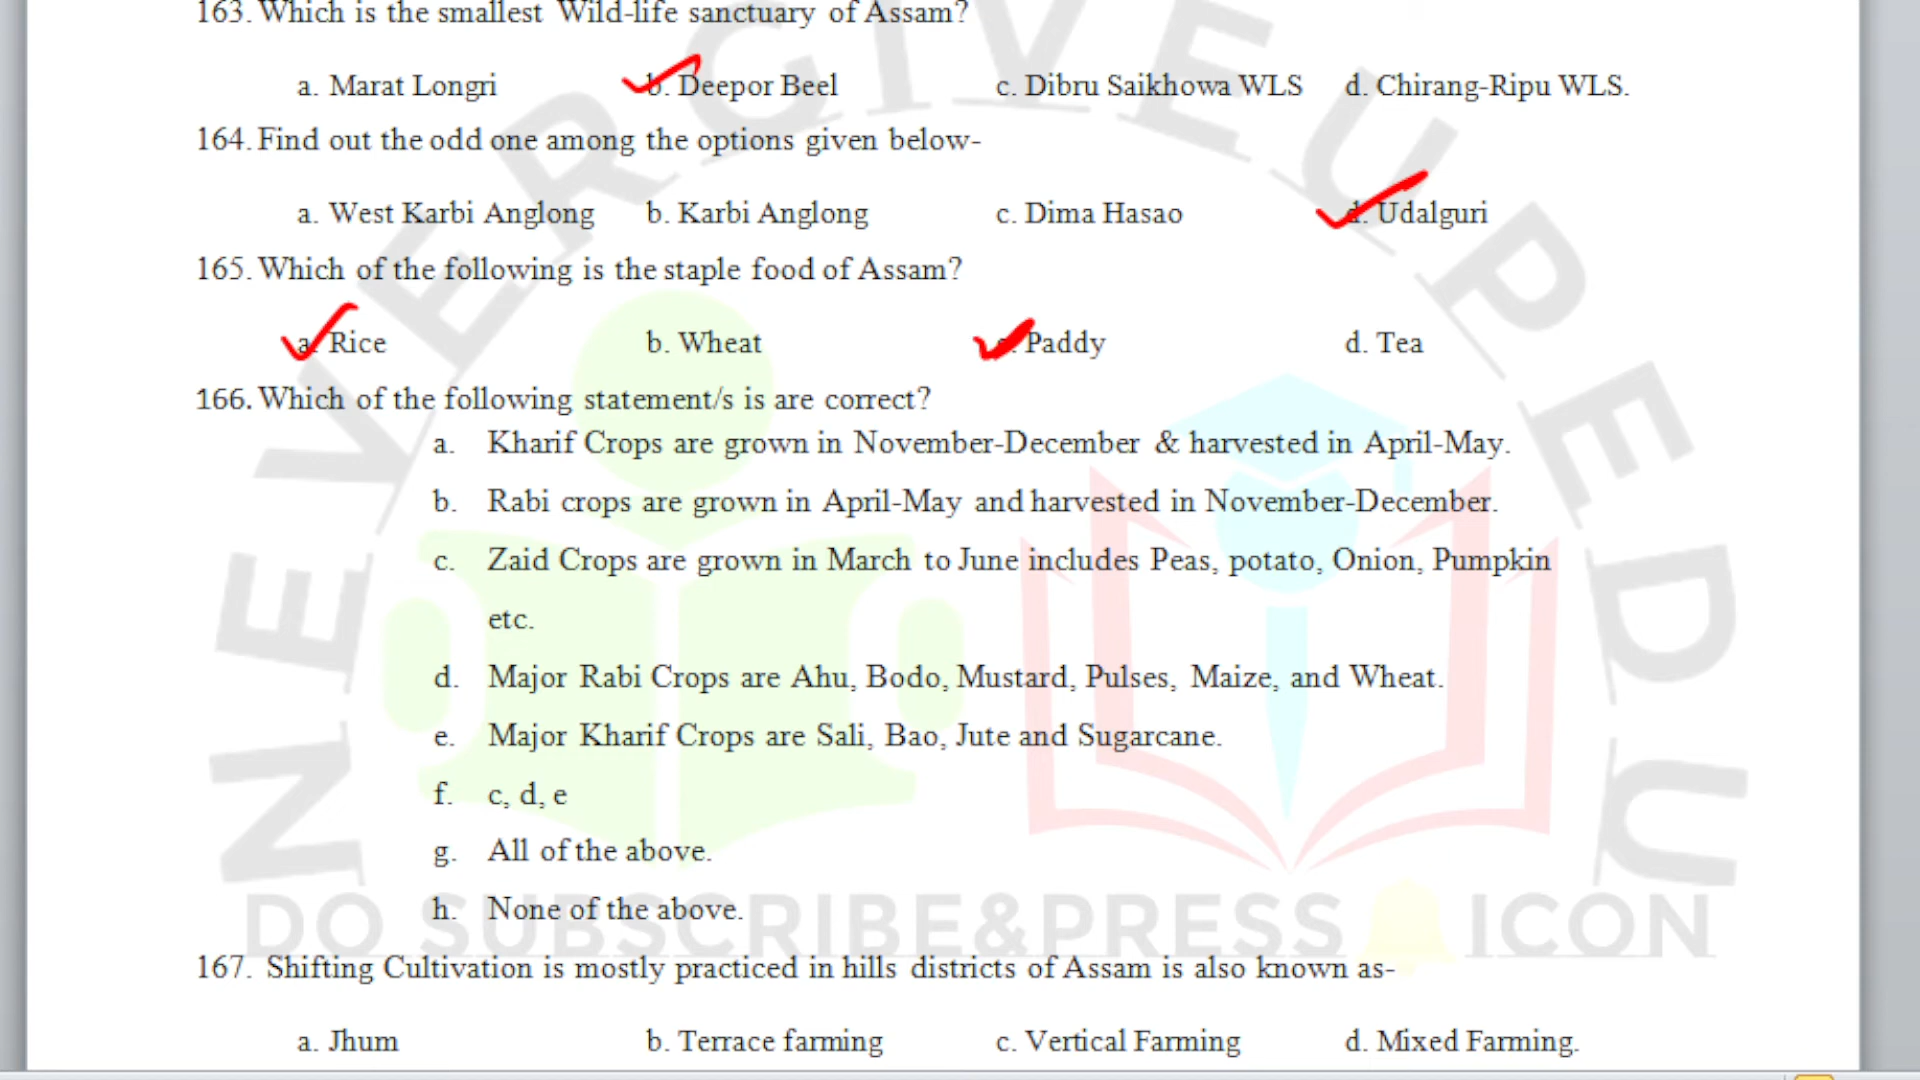 163. Which is the smallest Wild-life sanctuary of Assam?
a. Marat Longri b. Deepor Beel c. Dibru Saikhowa WLS d. Chirang-Ripu WLS.
164. Find out the odd one among the options given below-
a. West Karbi Anglong b. Karbi Anglong c. Dima Hasao d. Udalguri
165. Which of the following is the staple food of Assam?
a. Rice b. Wheat c. Paddy d. Tea
166. Which of the following statement/s is are correct?
a. Kharif Crops are grown in November-December & harvested in April-May.
b. Rabi crops are grown in April-May and harvested in November-December.
c. Zaid Crops are grown in March to June includes Peas, potato, Onion, Pumpkin
etc.
d. Major Rabi Crops are Ahu, Bodo, Mustard, Pulses, Maize, and Wheat.
e. Major Kharif Crops are Sali, Bao, Jute and Sugarcane.
f. c, d, e
g. All of the above.
h. None of the above.
167. Shifting Cultivation is mostly practiced in hills districts of Assam is also known as-
a. Jhum b. Terrace farming c. Vertical Farming d. Mixed Farming.
NEVERGIVEUPEDU
DO SUBSCRIBE&PRESS ICON